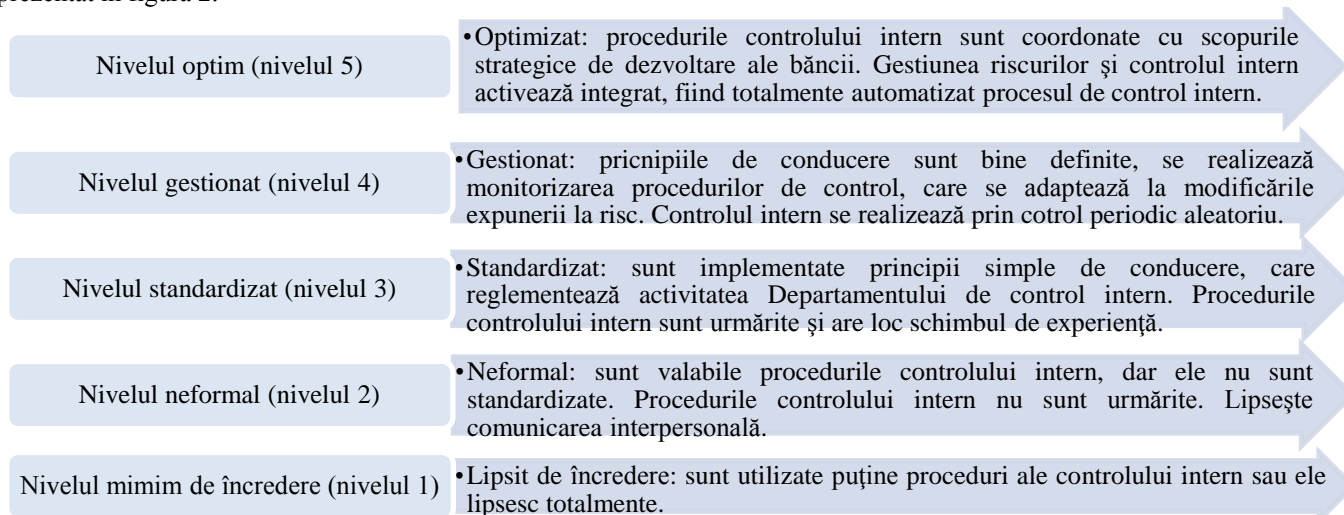 Nivelul optim (nivelul 5)
•Optimizat: procedurile controlului intern sunt coordonate cu scopurile
strategice de dezvoltare ale băncii. Gestiunea riscurilor şi controlul intern
activează integrat, fiind totalmente automatizat procesul de control intern.
Nivelul gestionat (nivelul 4)
•Gestionat: pricnipiile de conducere sunt bine definite, se realizează
monitorizarea procedurilor de control, care se adaptează la modificările
expunerii la risc. Controlul intern se realizează prin cotrol periodic aleatoriu.
Nivelul standardizat (nivelul 3)
•Standardizat: sunt implementate principii simple de conducere, care
reglementează activitatea Departamentului de control intern. Procedurile
controlului intern sunt urmărite şi are loc schimbul de experienţă.
Nivelul neformal (nivelul 2)
•Neformal: sunt valabile procedurile controlului intern, dar ele nu sunt
standardizate. Procedurile controlului intern nu sunt urmărite. Lipseşte
comunicarea interpersonală.
Nivelul mimim de încredere (nivelul 1)
•Lipsit de încredere: sunt utilizate puţine proceduri ale controlului intern sau ele
lipsesc totalmente.